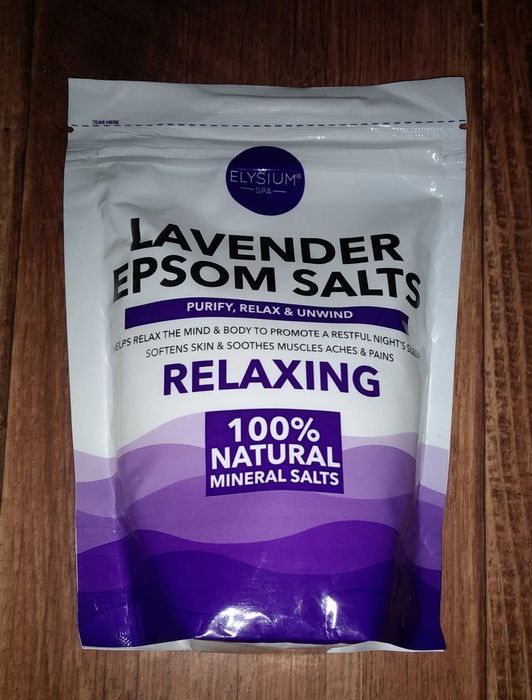 TEAR HERE
ELYSIUM®
SPA
LAVENDER
EPSOM SALTS
PURIFY, RELAX & UNWIND
HELPS RELAX THE MIND & BODY TO PROMOTE A RESTFUL NIGHT'S SLEEP
SOFTENS SKIN & SOOTHES MUSCLES ACHES & PAINS
RELAXING
100%
NATURAL
MINERAL SALTS